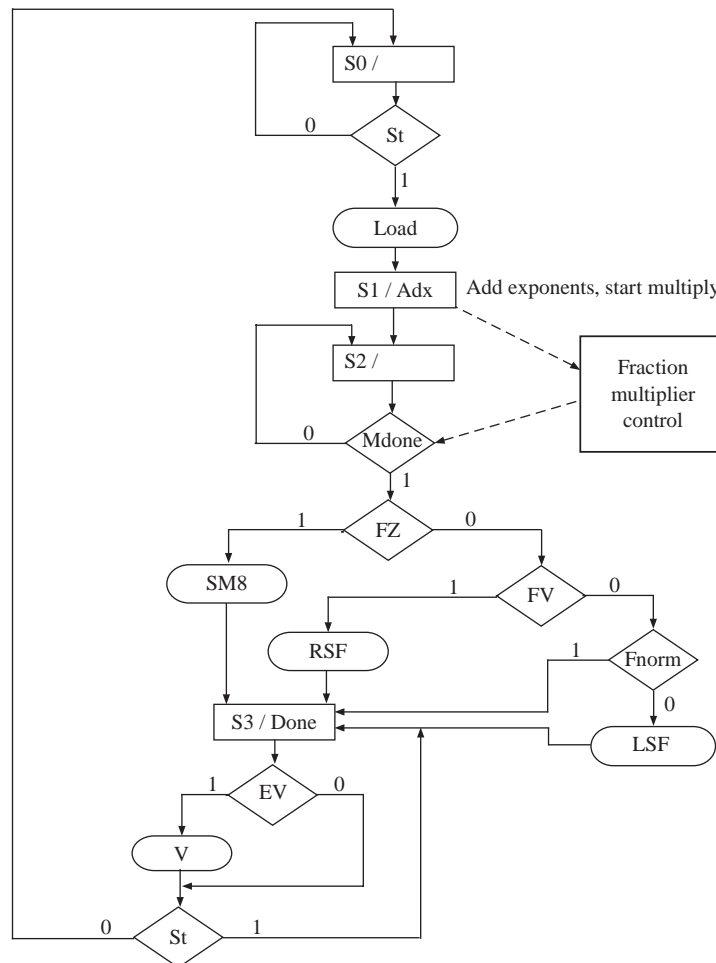 S0 /
0
St
1
Load
S1 / Adx
Add exponents, start multiply
S2 /
Fraction
multiplier
control
0
Mdone
1
1
FZ
0
SM8
1
FV
0
RSF
1
Fnorm
0
S3 / Done
LSF
1
EV
0
V
0
St
1